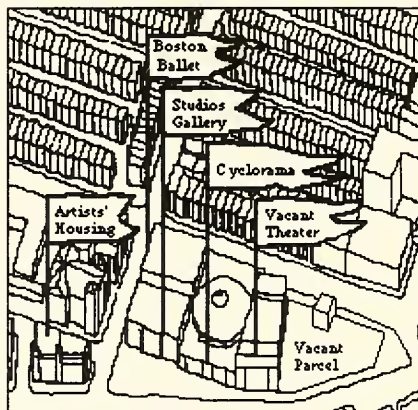 Boston
Ballet
Studios
Gallery
Cyclorama
Artists'
Housing
Vacant
Theater
Vacant
Parcel